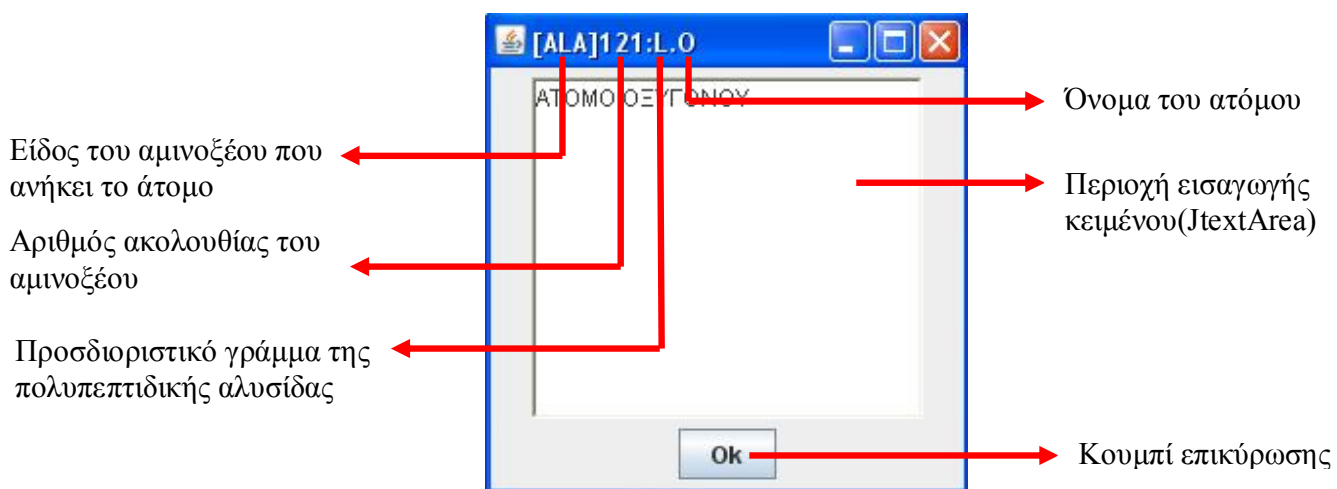 [ALA]121:L.O
ΑΤΟΜΟ ΟΞΥΓΟΝΟΥ
Όνομα του ατόμου
Είδος του αμινοξέου που
ανήκει το άτομο
Περιοχή εισαγωγής
κειμένου(JtextArea)
Αριθμός ακολουθίας του
αμινοξέου
Προσδιοριστικό γράμμα της
πολυπεπτιδικής αλυσίδας
Ok
Κουμπί επικύρωσης